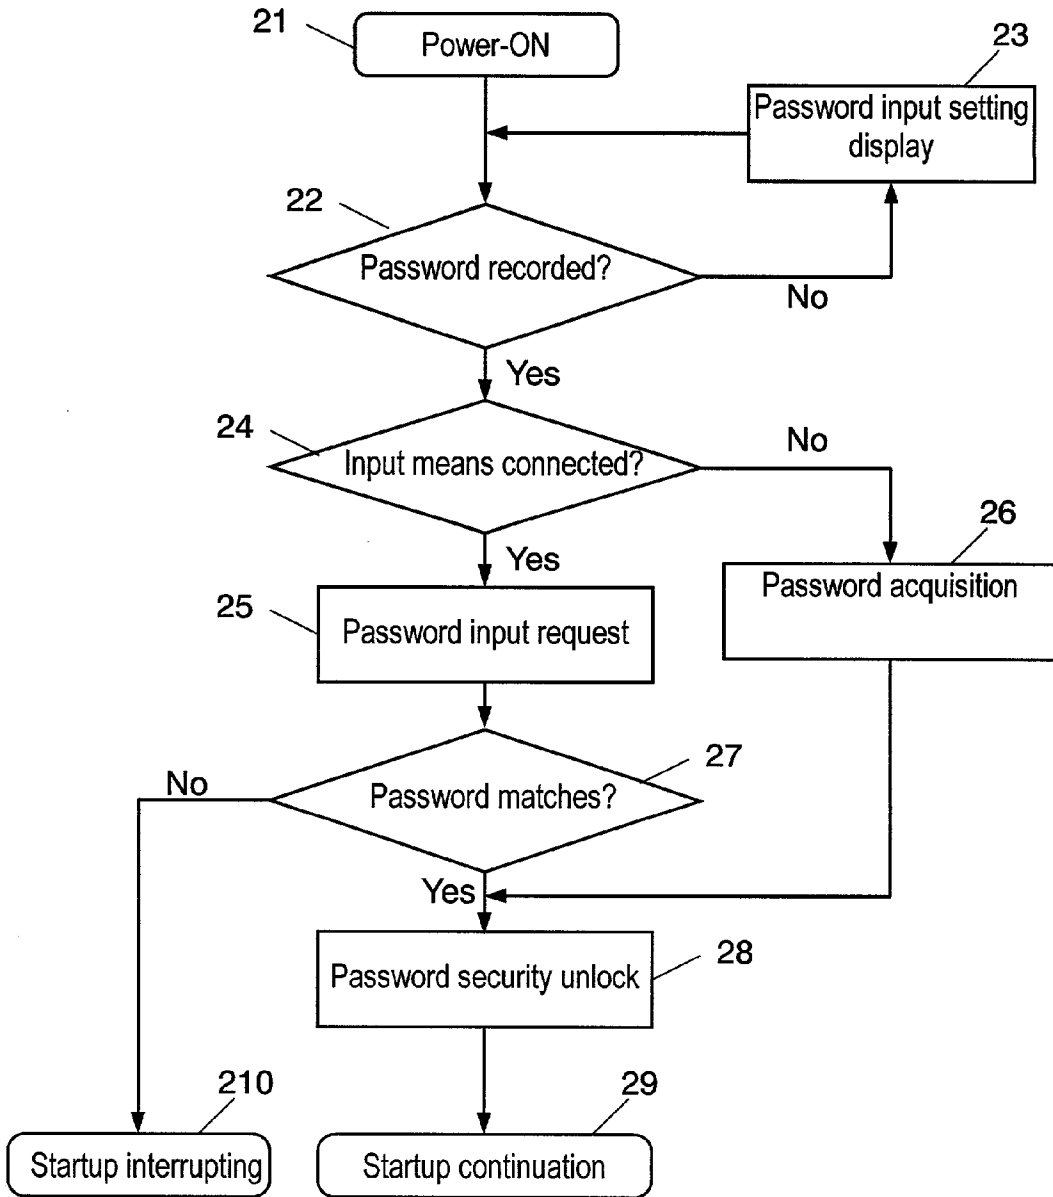 21
Power-ON
23
Password input setting
display
22
Password recorded?
No
Yes
24
Input means connected?
No
Yes
26
Password acquisition
25
Password input request
27
No
Password matches?
Yes
28
Password security unlock
210
29
Startup interrupting
Startup continuation